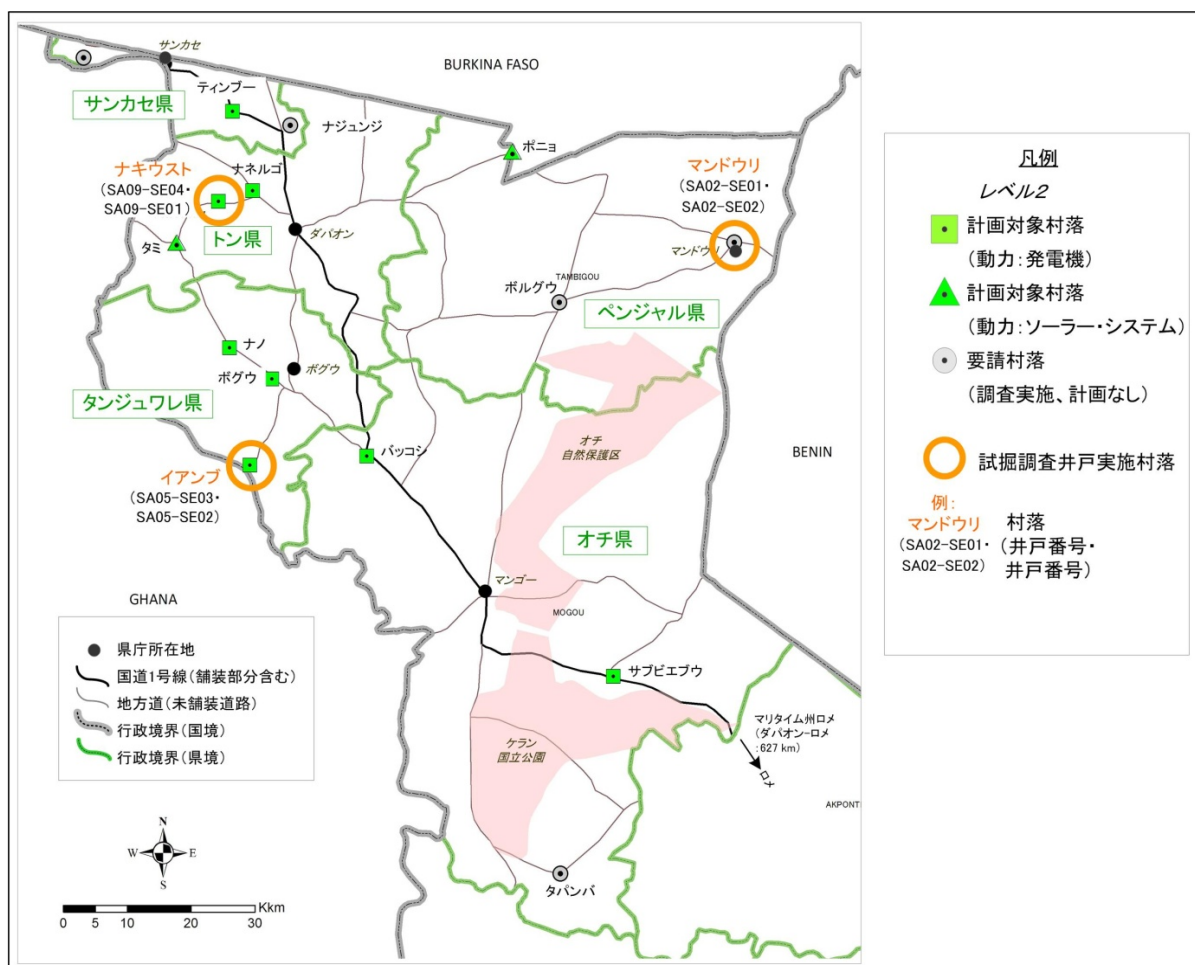 サンカセ
BURKINA FASO
ティンブー
サンカセ県
ナジュンジ
ポニョ
ナキウスト
(SA09-SE04・
SA09-SE01)
ナネルゴ
マンドウリ
(SA02-SE01・
SA02-SE02)
トン県
ダパオン
タミ
マンドウリ
TAMBIGOU
ボルグウ
ペンジャル県
ナノ
ボグウ
ボグウ
タンジュワレ県
オチ
自然保護区
バッコシ
BENIN
イアンブ
(SA05-SE03・
SA05-SE02)
オチ県
マンゴー
GHANA
MOGOU
サブビエブウ
マリタイム州ロメ
(ダパオン-ロメ
:627 km)
ロメ
ケラン
国立公園
AKPONT
タパンバ
県庁所在地
国道1号線(舗装部分含む)
地方道(未舗装道路)
行政境界(国境)
行政境界(県境)
N
W E
S
Kkm
0 5 10 20 30
凡例
レベル2
計画対象村落
(動力:発電機)
計画対象村落
(動力:ソーラー・システム)
要請村落
(調査実施、計画なし)
試掘調査井戸実施村落
例:
マンドウリ 村落
(SA02-SE01・ (井戸番号・
SA02-SE02) 井戸番号)